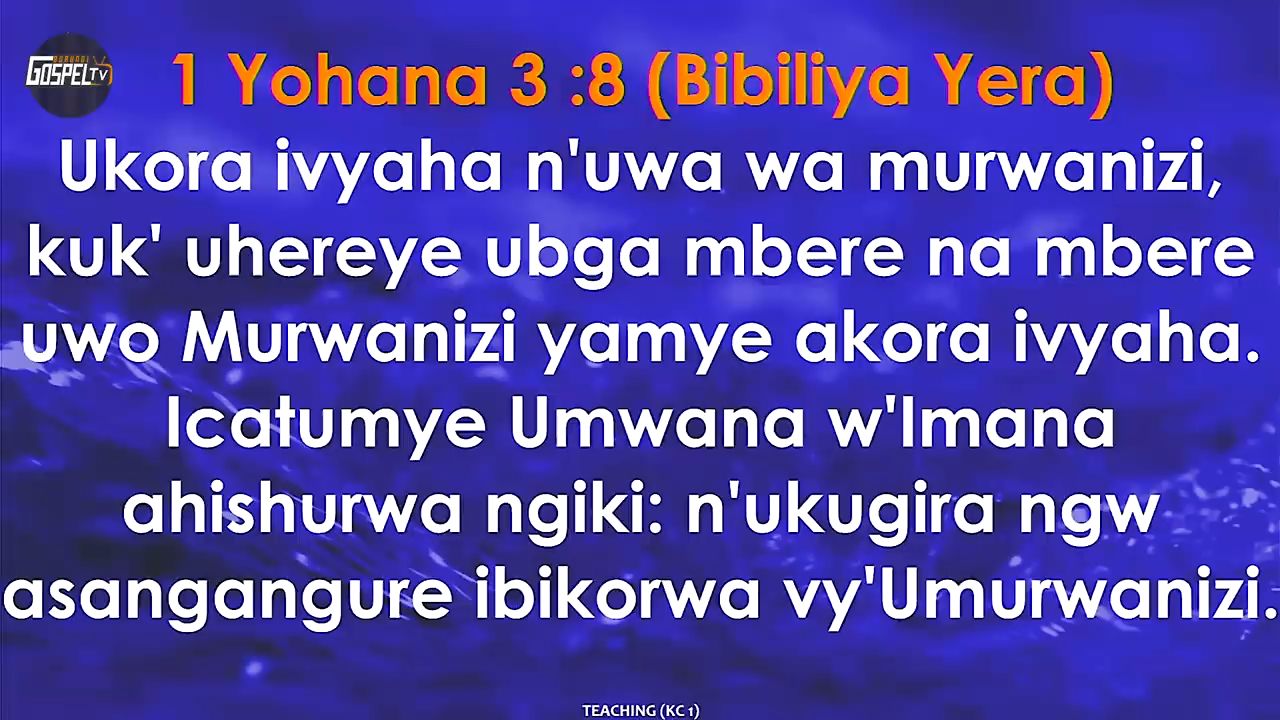 BURUNDI
GOSPEL TV
1 Yohana 3 :8 (Bibiliya Yera)
Ukora ivyaha n'uwa wa murwanizi,
kuk' uhereye ubga mbere na mbere
uwo Murwanizi yamye akora ivyaha.
Icatumye Umwana w'Imana
ahishurwa ngiki: n'ukugira ngw
asangangure ibikorwa vy'Umurwanizi.
TEACHING (KC 1)